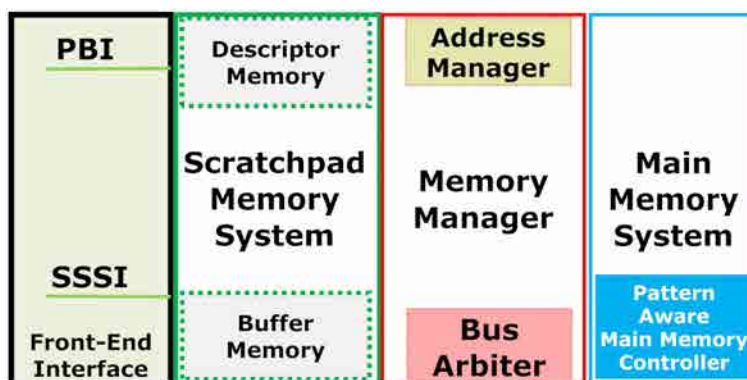 PBI
SSSI
Front-End
Interface
Descriptor
Memory
Scratchpad
Memory
System
Buffer
Memory
Address
Manager
Memory
Manager
Bus
Arbiter
Main
Memory
System
Pattern
Aware
Main Memory
Controller